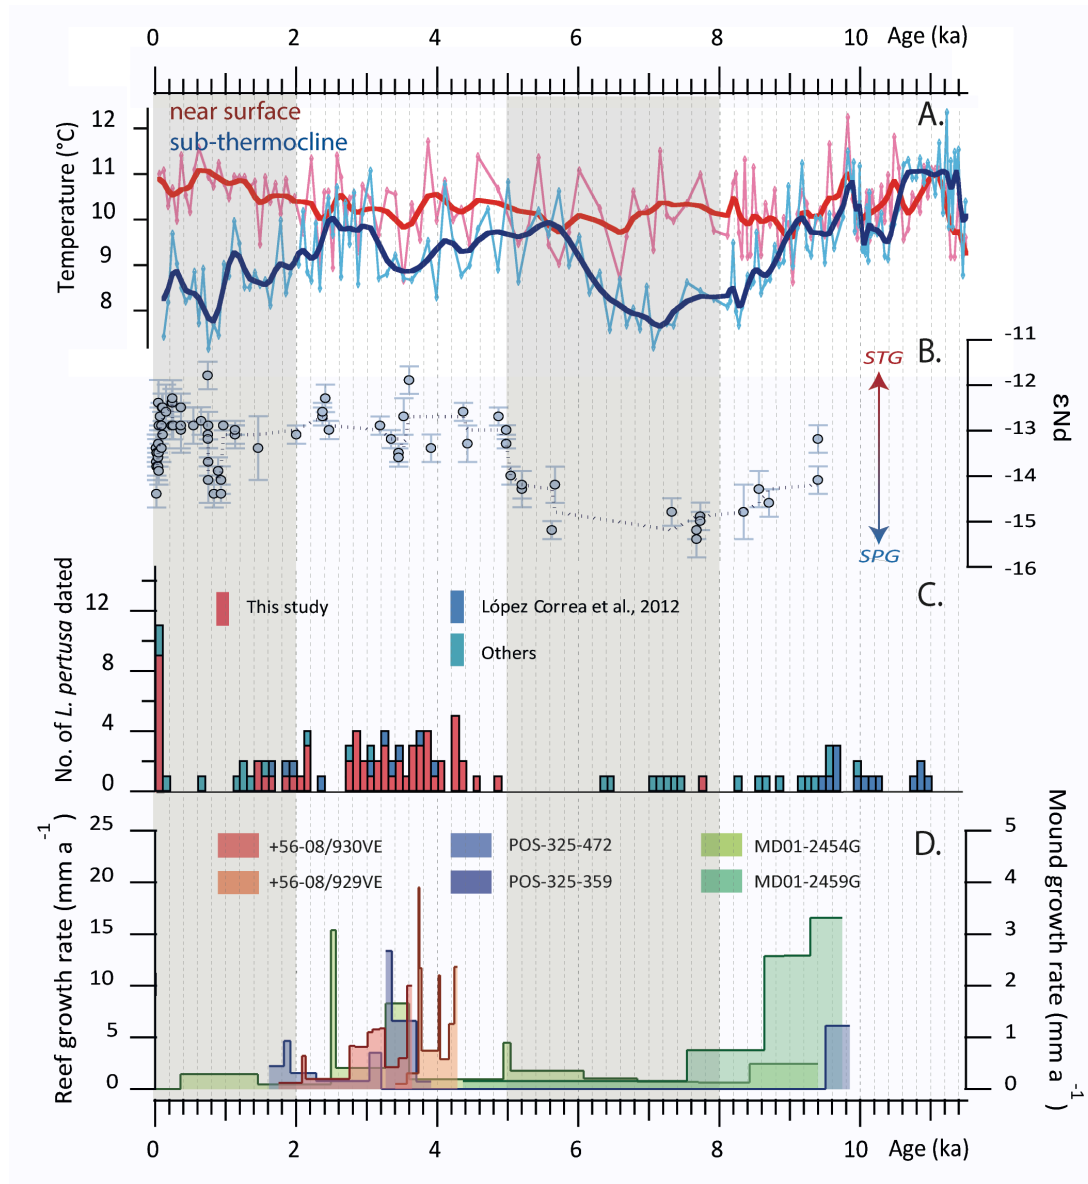 0 2 4 6 8 10 Age (ka)
near surface
sub-thermocline
A.
Temperature (°C)
12
11
10
9
8
B.
STG
SPG
εNd
-11
-12
-13
-14
-15
-16
C.
This study
López Correa et al., 2012
Others
No. of L. pertusa dated
12
8
4
0
D.
+56-08/930VE
POS-325-472
MD01-2454G
+56-08/929VE
POS-325-359
MD01-2459G
Reef growth rate (mm a⁻¹)
25
20
15
10
5
0
Mound growth rate (mm a⁻¹)
5
4
3
2
1
0
0 2 4 6 8 10 Age (ka)